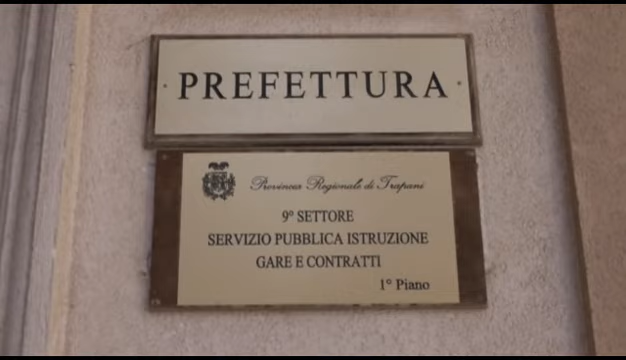 PREFETTURA
Provincia Regionale di Trapani
9° SETTORE
SERVIZIO PUBBLICA ISTRUZIONE
GARE E CONTRATTI
1° Piano